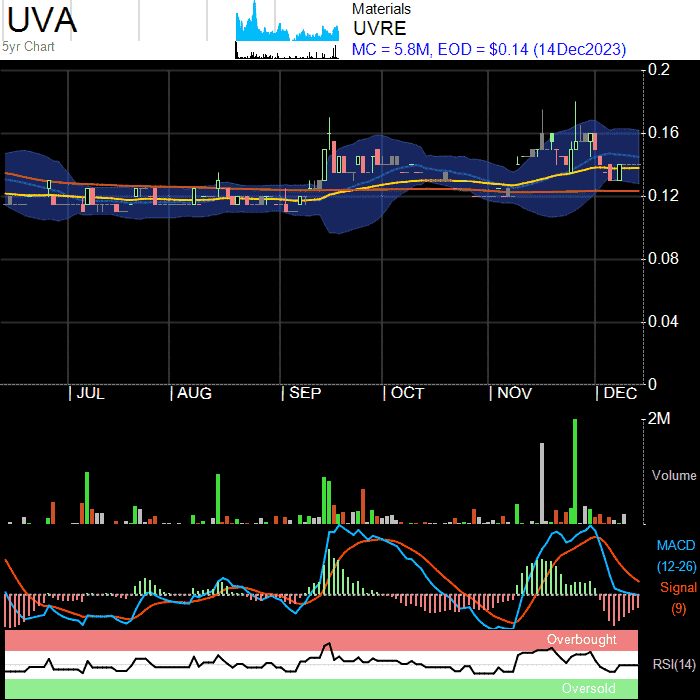 UVA
5yr Chart
Materials
UVRE
MC = 5.8M, EOD = $0.14 (14Dec2023)
0.2
0.16
0.12
0.08
0.04
0
JUL AUG SEP OCT NOV DEC
2M
Volume
MACD
(12-26)
Signal
(9)
Overbought
RSI(14)
Oversold